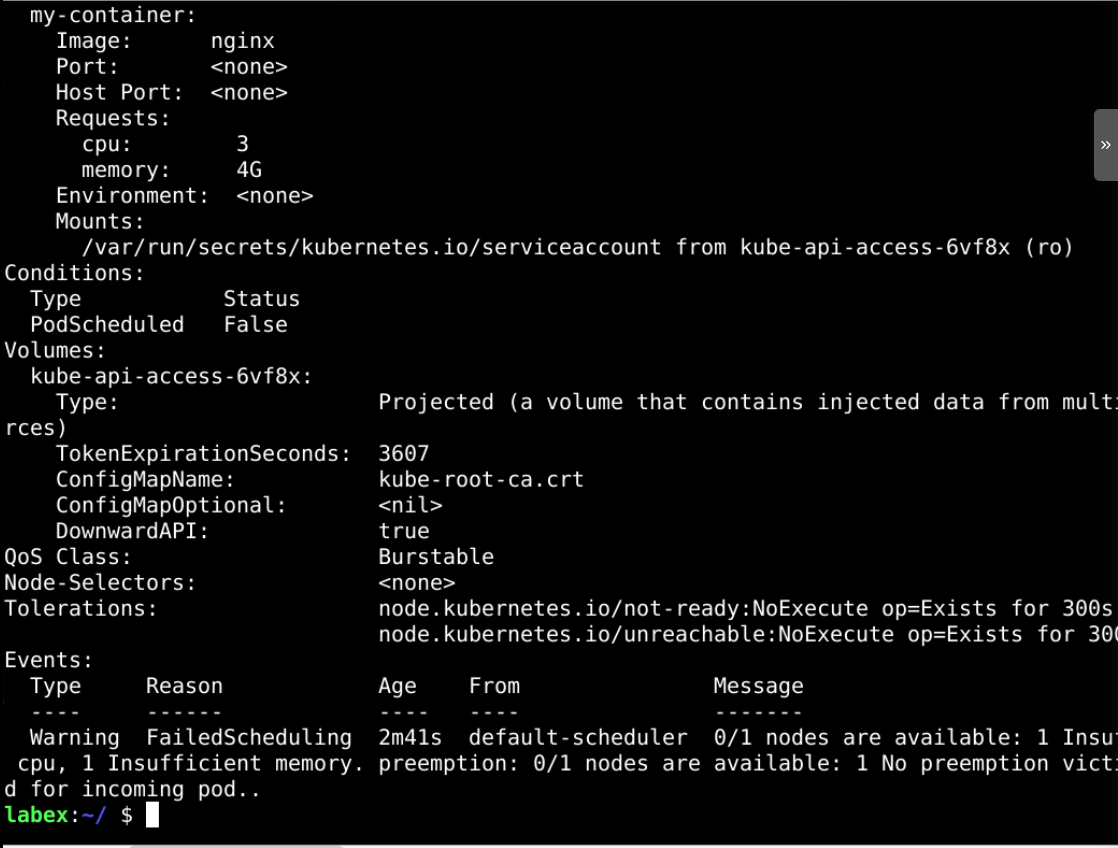 my-container:
Image: nginx
Port: <none>
Host Port: <none>
Requests:
cpu: 3
memory: 4G
Environment: <none>
Mounts:
/var/run/secrets/kubernetes.io/serviceaccount from kube-api-access-6vf8x (ro)
Conditions:
Type Status
PodScheduled False
Volumes:
kube-api-access-6vf8x:
Type: Projected (a volume that contains injected data from multi
rces)
TokenExpirationSeconds: 3607
ConfigMapName: kube-root-ca.crt
ConfigMapOptional: <nil>
DownwardAPI: true
QoS Class: Burstable
Node-Selectors: <none>
Tolerations: node.kubernetes.io/not-ready:NoExecute op=Exists for 300s
node.kubernetes.io/unreachable:NoExecute op=Exists for 300
Events:
Type Reason Age From Message
---- ------ ---- ---- -------
Warning FailedScheduling 2m41s default-scheduler 0/1 nodes are available: 1 Insu
cpu, 1 Insufficient memory. preemption: 0/1 nodes are available: 1 No preemption victi
d for incoming pod..
labex:~/ $
»